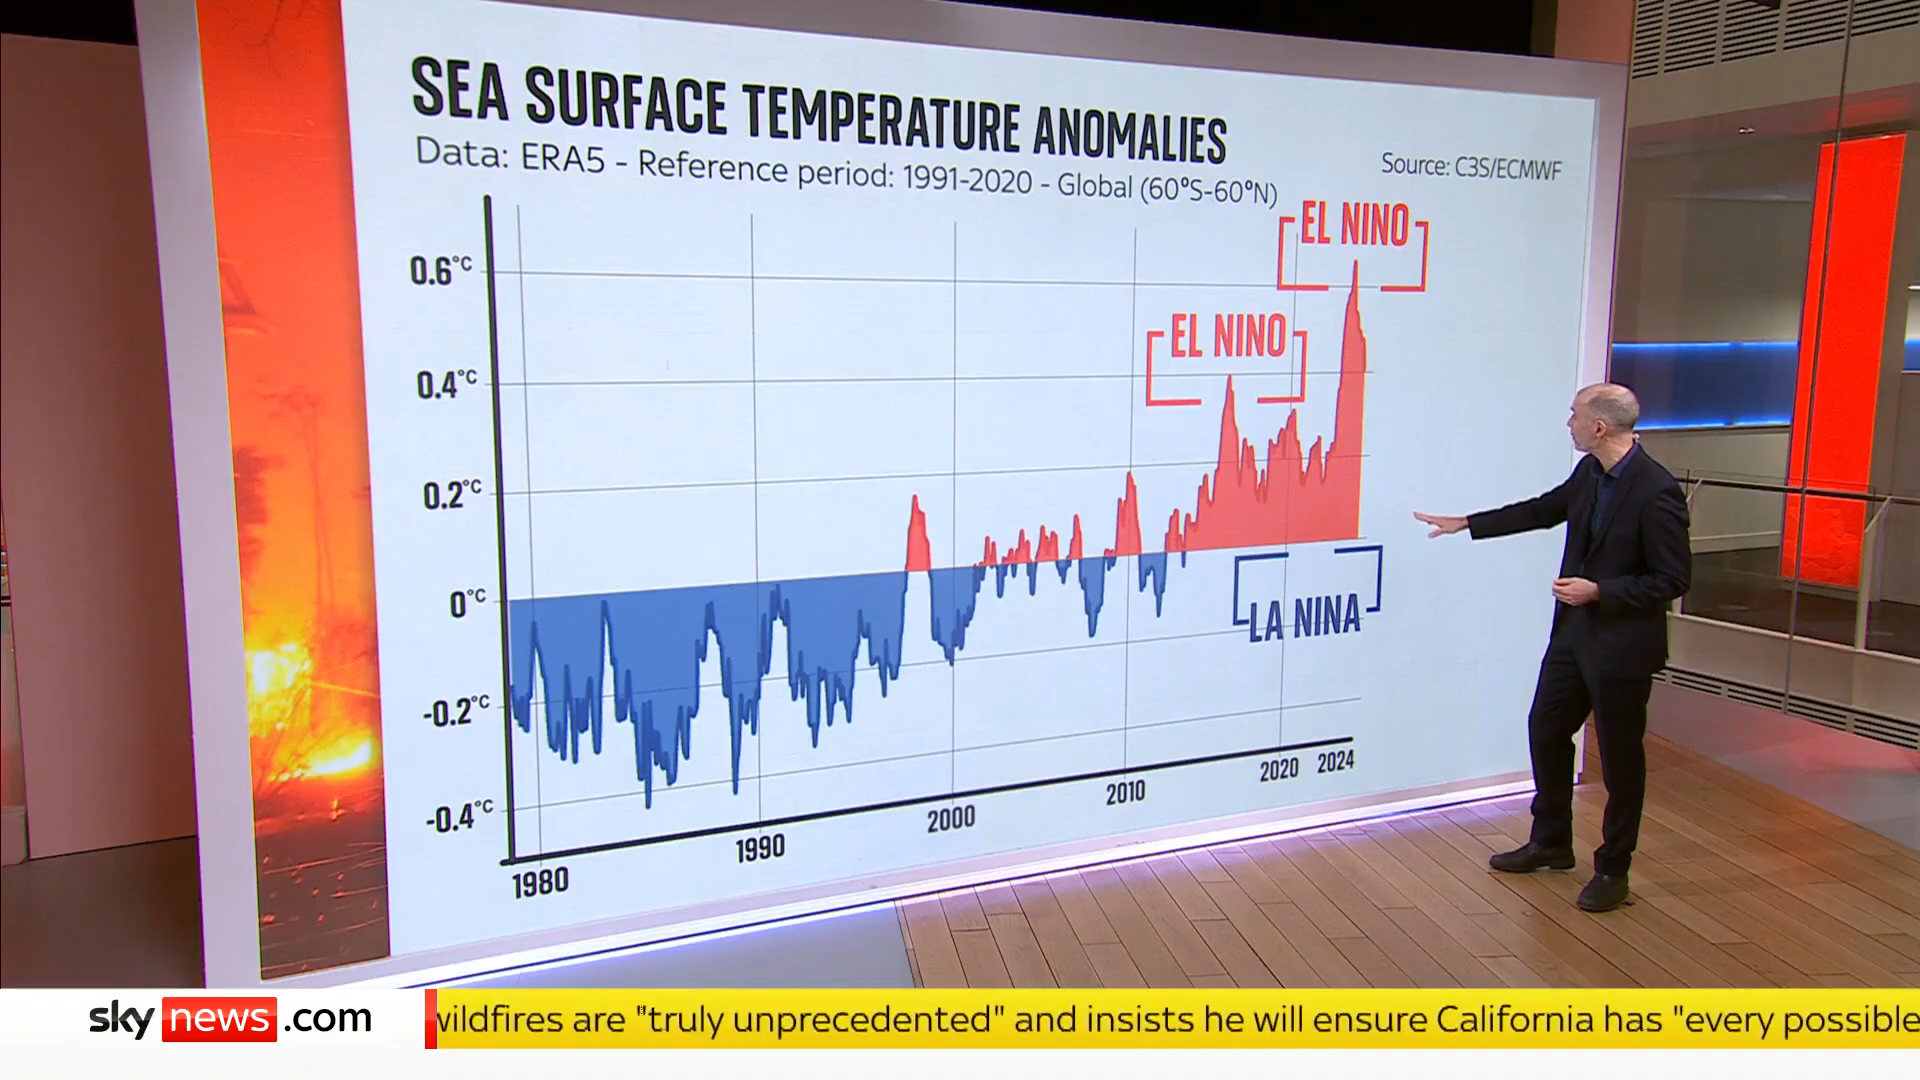 SEA SURFACE TEMPERATURE ANOMALIES
Data: ERA5 - Reference period: 1991-2020 - Global (60°S-60°N)
Source: C3S/ECMWF
EL NINO
EL NINO
0.6°C
0.4°C
0.2°C
0°C
-0.2°C
-0.4°C
LA NINA
1980
1990
2000
2010
2020
2024
sky news .com
wildfires are "truly unprecedented" and insists he will ensure California has "every possible